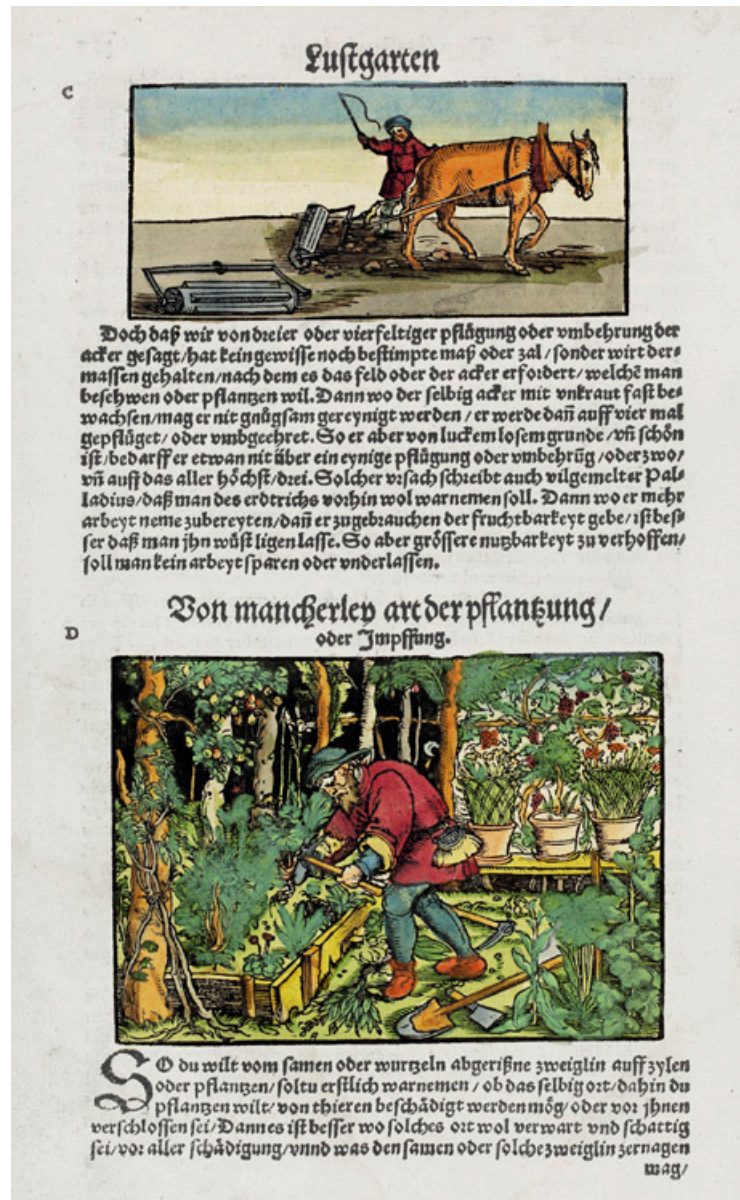 Lustgarten
C
Doch daß wir von dreier oder vierfeltiger pflůgung oder vmbehrung der
acker gesagt/hat kein gewisse noch bestimpte maß oder zal/sonder wirt der⸗
massen gehalten/nach dem es das feld oder der acker erfordert/welchē man
besehwen oder pflantzen wil. Dann wo der selbig acker mit vnkraut fast be⸗
wachsen/mag er nit gnůgsam gereynigt werden/er werde dañ auff vier mal
gepflůget/oder vmbgeehret. So er aber von luckem losem grunde/vñ schön
ist/bedarff er etwan nit über ein eynige pflůgung oder vmbehrūg/oder zwo/
vñ auff das aller höchst/drei. Solcher vrsach schreibt auch vilgemelter Pal⸗
ladius/daß man des erdtrichs vorhin wol warnemen soll. Dann wo er mehr
arbeyt neme zubereyten/dañ er zugebrauchen der fruchtbarkeyt gebe/ist bes⸗
ser daß man jhn wůst ligen lasse. So aber grössere nutzbarkeyt zu verhoffen/
soll man kein arbeyt sparen oder vnderlassen.
Von mancherley art der pflantzung/
oder Jmpffung.
D
SO du wilt vom samen oder wurtzeln abgerißne zweiglin auff zylen
oder pflantzen/soltu erstlich warnemen/ob das selbig ort/dahin du
pflantzen wilt/von thieren beschädigt werden mög/oder vor jhnen
verschlossen sei/Dann es ist besser wo solches ort wol verwart vnd schattig
sei/vor aller schädigung/vnnd was den samen oder solche zweiglin zernagen
mag/